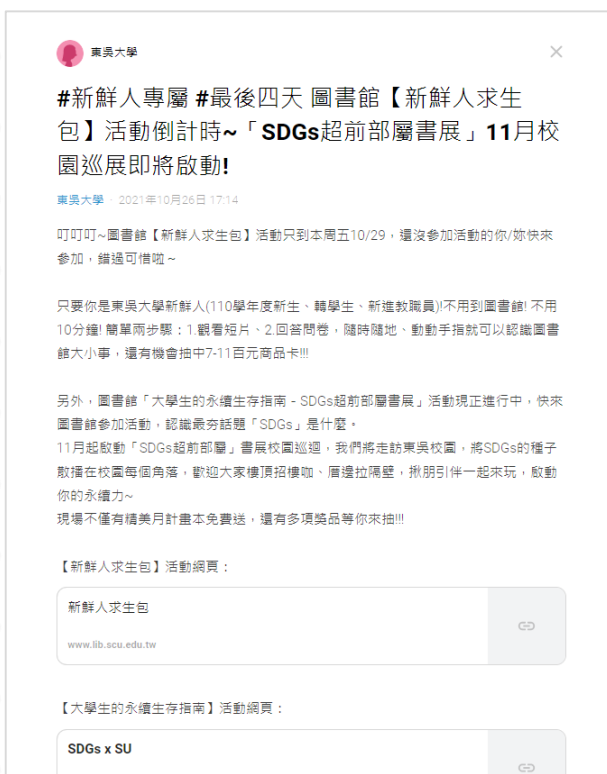 東吳大學
#新鮮人專屬 #最後四天 圖書館【新鮮人求生
包】活動倒計時~「SDGs超前部屬書展」11月校
園巡展即將啟動!
東吳大學 · 2021年10月26日 17:14
叮叮叮~圖書館【新鮮人求生包】活動只到本周五10/29，還沒參加活動的你/妳快來
參加，錯過可惜啦～
只要你是東吳大學新鮮人(110學年度新生、轉學生、新進教職員)!不用到圖書館! 不用
10分鐘! 簡單兩步驟：1.觀看短片、2.回答問卷，隨時隨地、動動手指就可以認識圖書
館大小事，還有機會抽中7-11百元商品卡!!!
另外，圖書館「大學生的永續生存指南 - SDGs超前部屬書展」活動現正進行中，快來
圖書館參加活動，認識最夯話題「SDGs」是什麼。
11月起啟動「SDGs超前部屬」書展校園巡迴，我們將走訪東吳校園，將SDGs的種子
散播在校園每個角落，歡迎大家樓頂招樓咖、厝邊拉隔壁，揪朋引伴一起來玩，啟動
你的永續力~
現場不僅有精美月計畫本免費送，還有多項獎品等你來抽!!!
【新鮮人求生包】活動網頁：
新鮮人求生包
www.lib.scu.edu.tw
【大學生的永續生存指南】活動網頁：
SDGs x SU